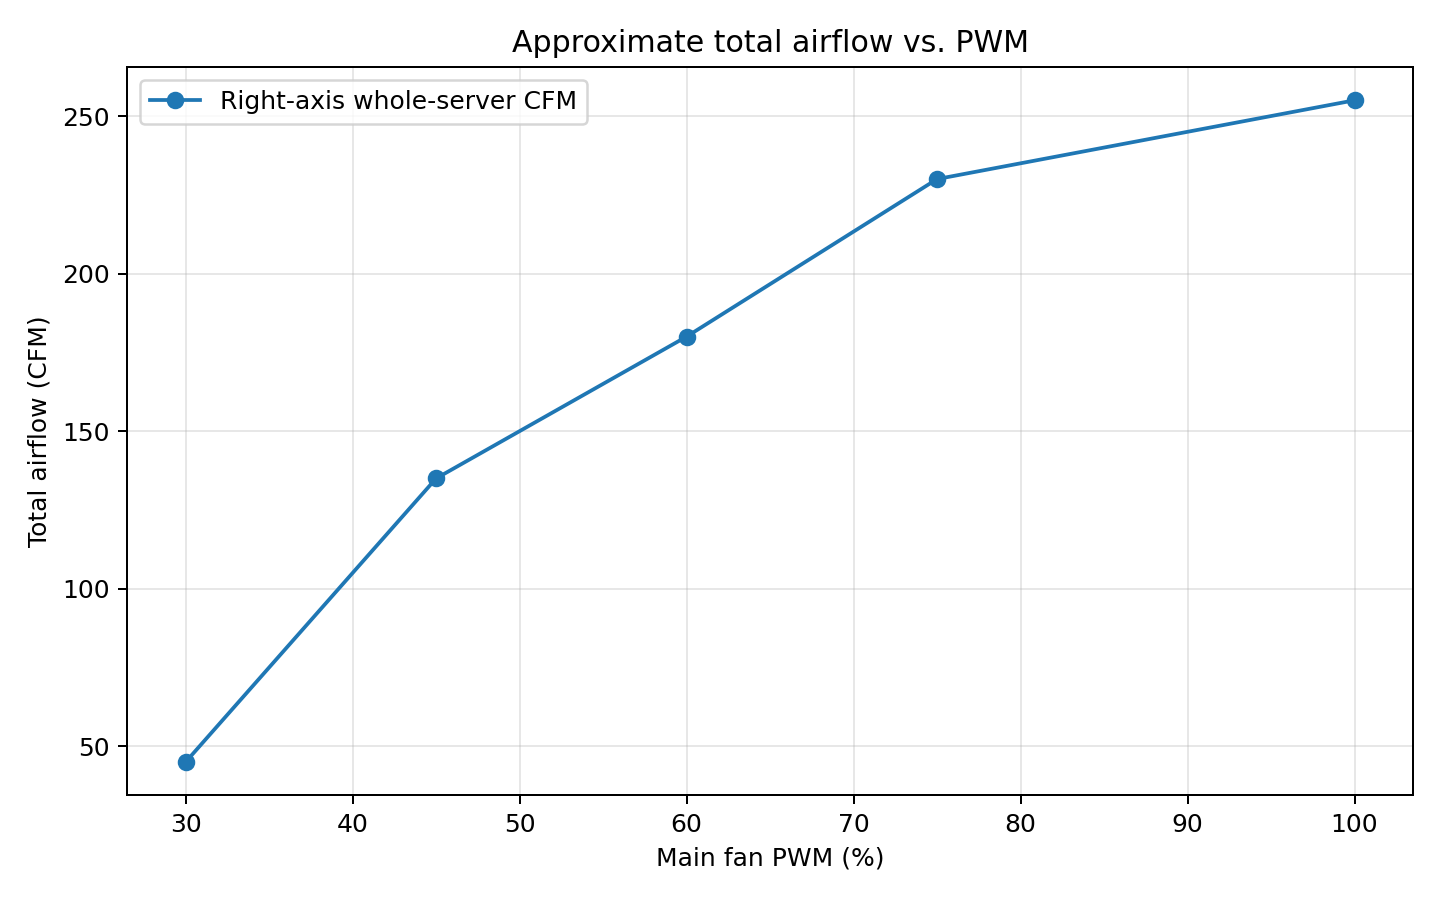 Approximate total airflow vs. PWM
Right-axis whole-server CFM
Total airflow (CFM)
250
200
150
100
50
30 40 50 60 70 80 90 100
Main fan PWM (%)